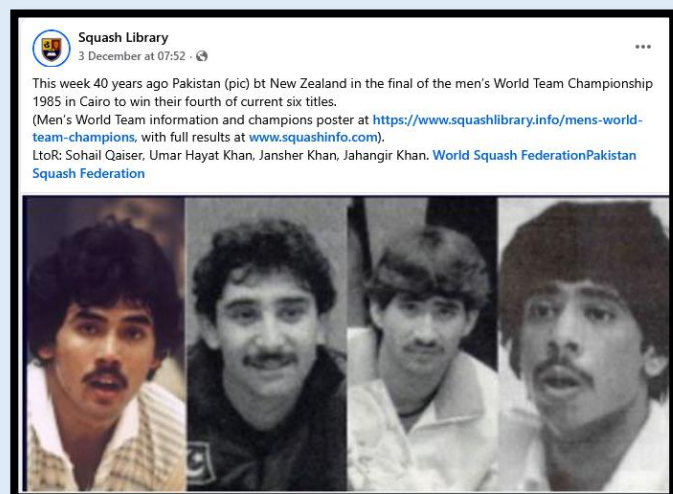 Squash Library
3 December at 07:52 ·
This week 40 years ago Pakistan (pic) bt New Zealand in the final of the men's World Team Championship
1985 in Cairo to win their fourth of current six titles.
(Men's World Team information and champions poster at https://www.squashlibrary.info/mens-world-
team-champions, with full results at www.squashinfo.com).
LtoR: Sohail Qaiser, Umar Hayat Khan, Jansher Khan, Jahangir Khan. World Squash FederationPakistan
Squash Federation